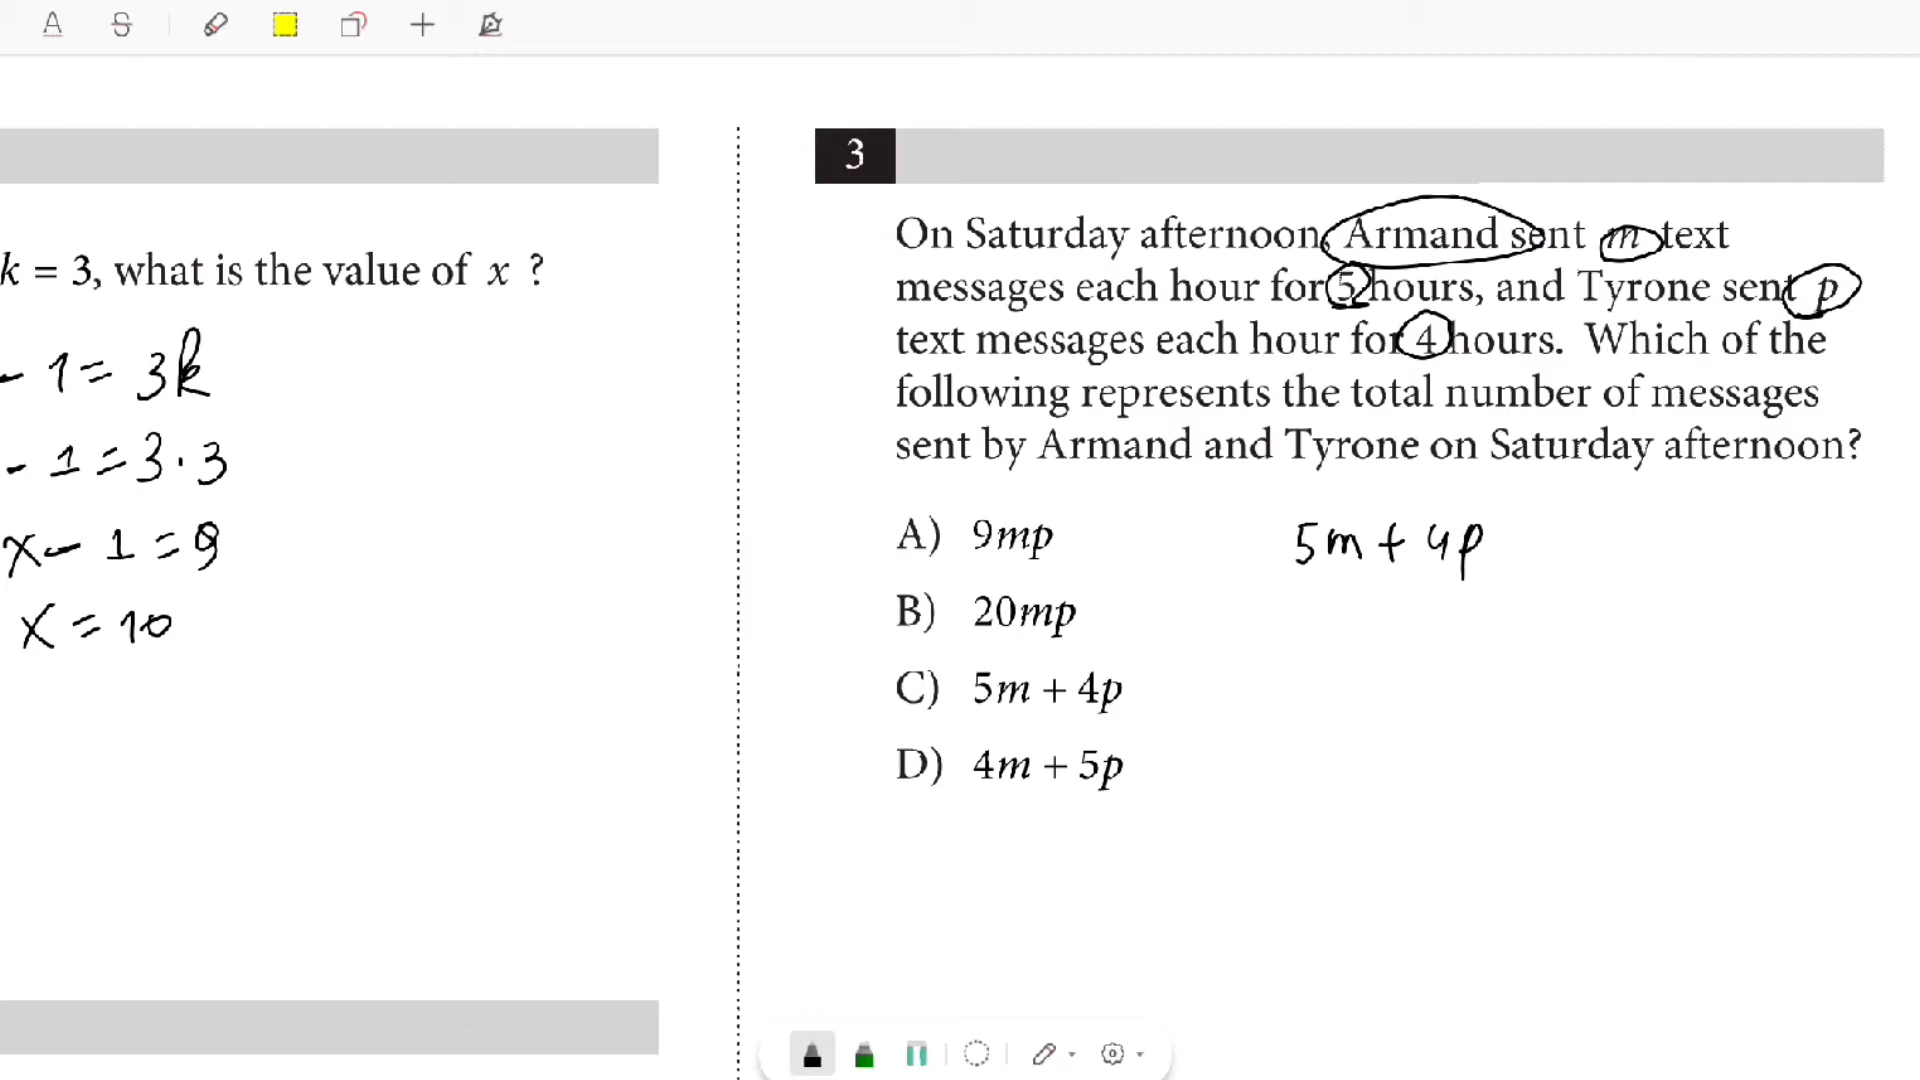 k = 3, what is the value of x ?
- 1 = 3k
- 1 = 3 · 3
x - 1 = 9
x = 10
3
On Saturday afternoon, Armand sent m text
messages each hour for 5 hours, and Tyrone sent p
text messages each hour for 4 hours. Which of the
following represents the total number of messages
sent by Armand and Tyrone on Saturday afternoon?
A) 9mp
5m + 4p
B) 20mp
C) 5m + 4p
D) 4m + 5p